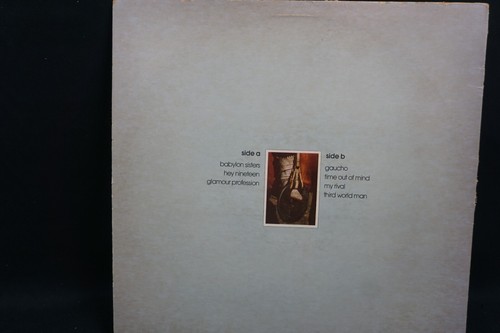 side a
babylon sisters
hey nineteen
glamour profession
side b
gaucho
time out of mind
my rival
third world man